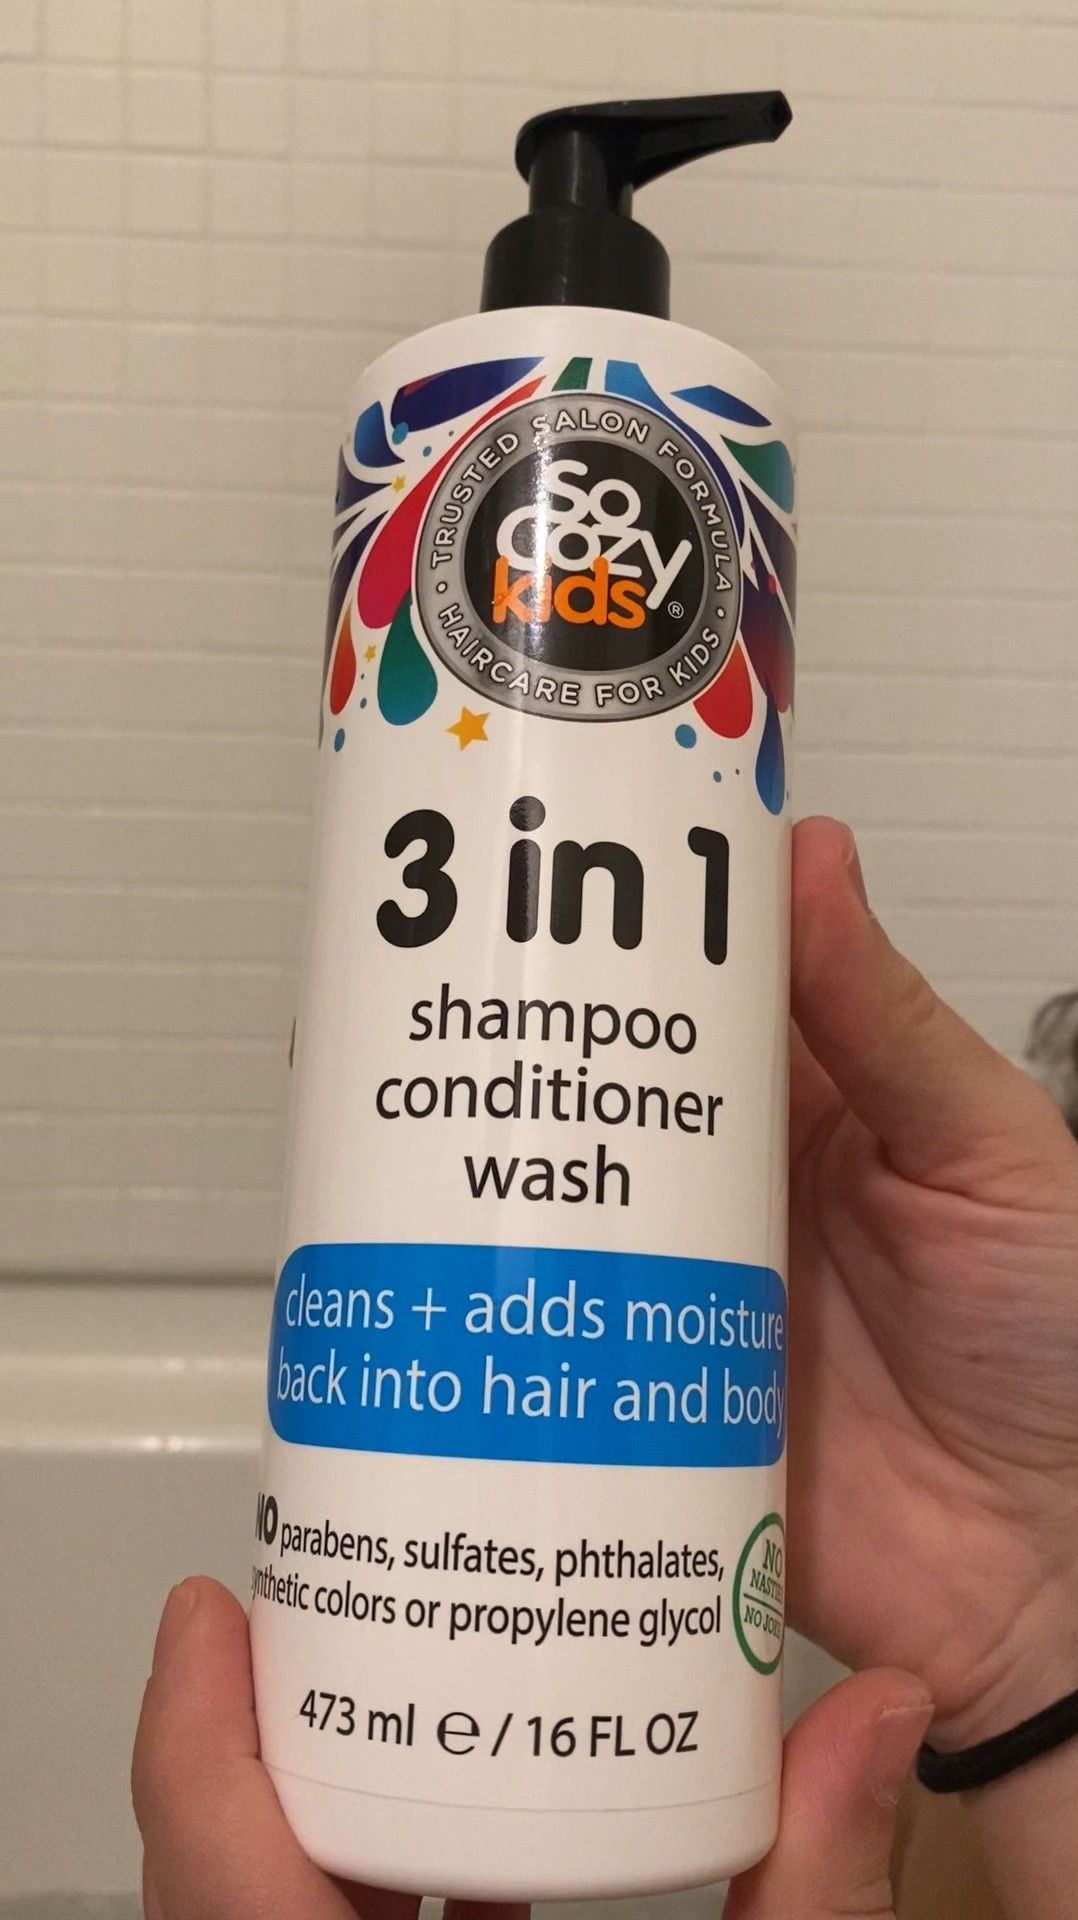 TRUSTED SALON FORMULA
So
Cozy
kids ®
HAIRCARE FOR KIDS
3 in 1
shampoo
conditioner
wash
cleans + adds moisture
back into hair and body
NO parabens, sulfates, phthalates,
synthetic colors or propylene glycol
NO
NASTIES
NO JOKE
473 ml ℮ / 16 FL OZ